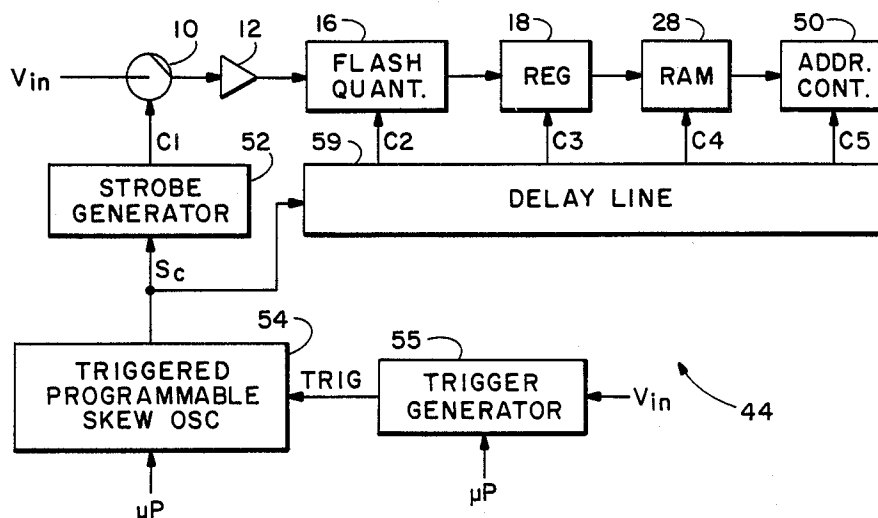 10
12
16
18
28
50
Vin
FLASH
QUANT.
REG
RAM
ADDR.
CONT.
C1
52
59
C2
C3
C4
C5
STROBE
GENERATOR
DELAY LINE
Sc
54
TRIGGERED
PROGRAMMABLE
SKEW OSC
TRIG
55
TRIGGER
GENERATOR
Vin
44
μP
μP